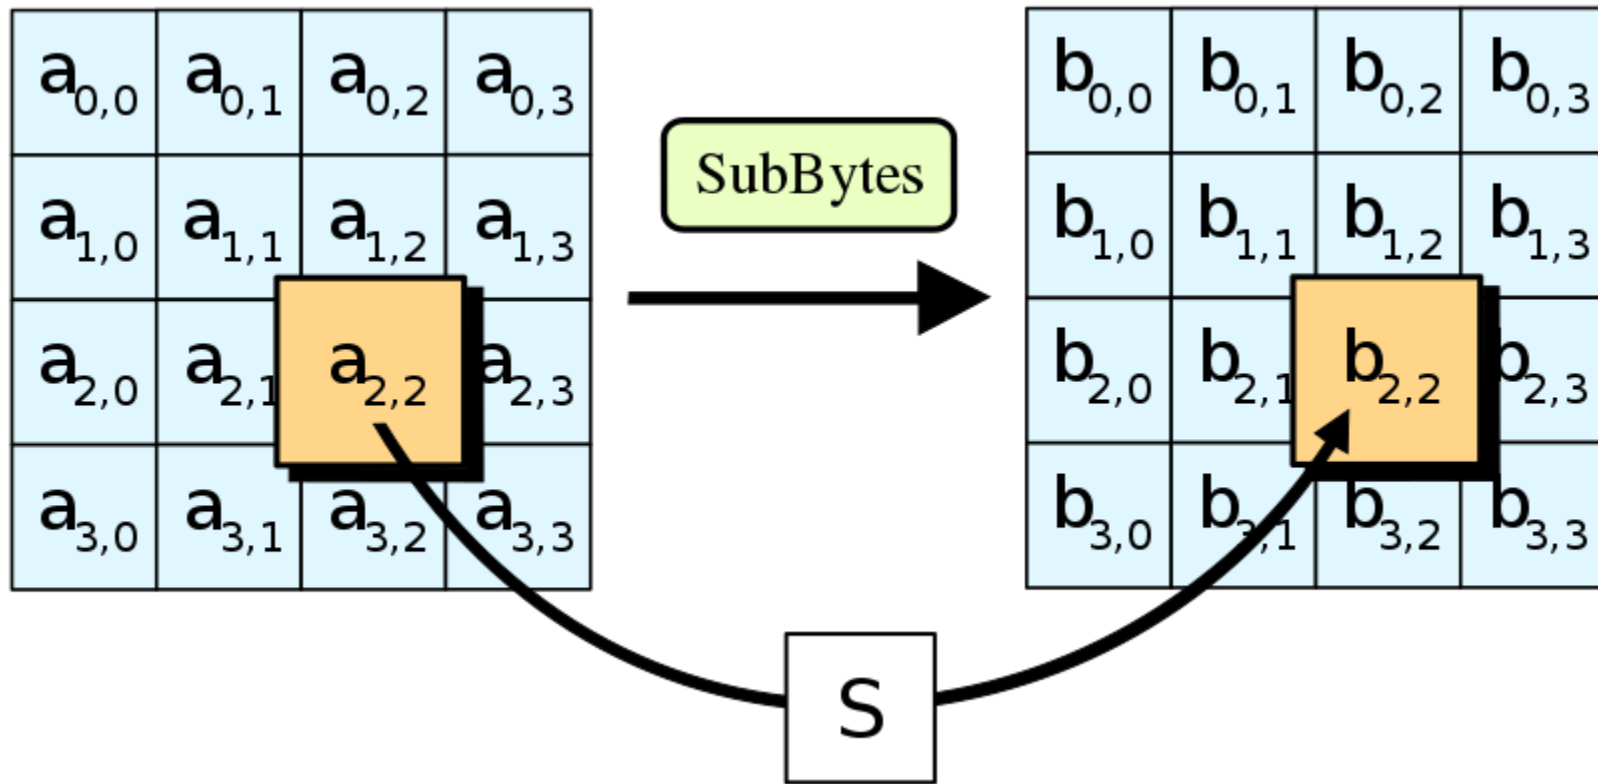 a0,0 a0,1 a0,2 a0,3 b0,0 b0,1 b0,2 b0,3
SubBytes
a1,0 a1,1 a1,2 a1,3 b1,0 b1,1 b1,2 b1,3
a2,0 a2,1 a2,2 a2,3 b2,0 b2,1 b2,2 b2,3
a3,0 a3,1 a3,2 a3,3 b3,0 b3,1 b3,2 b3,3
S